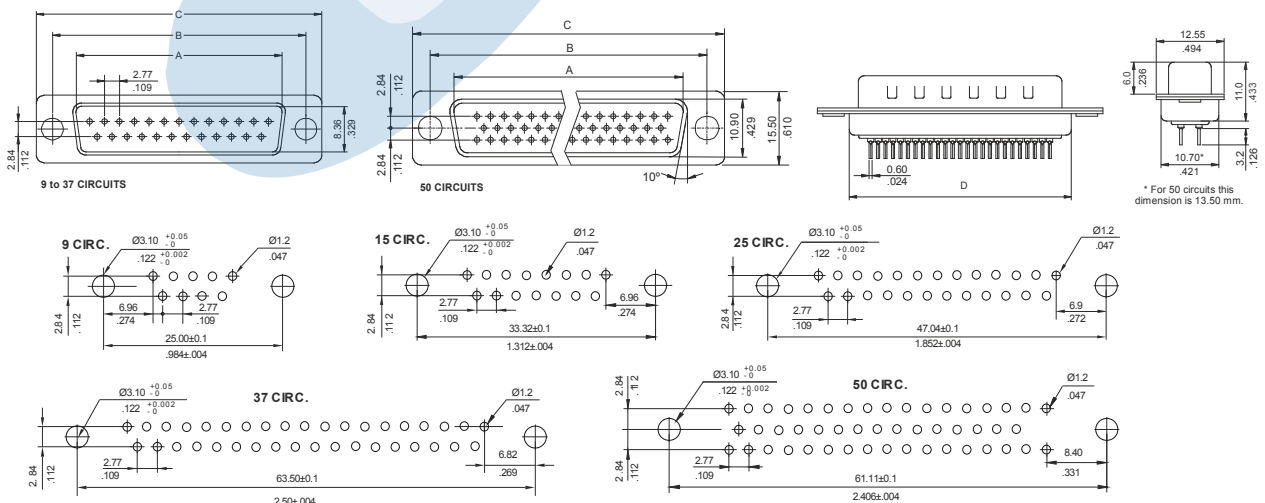 C
B
A
2.77
.109
8.36
.329
2.84
.112
9 to 37 CIRCUITS
C
B
A
2.84
.112
2.84
.112
10.90
.429
15.50
.610
10º
50 CIRCUITS
0.60
.024
D
12.55
.494
6.0
.236
11.0
.433
3.2
.126
10.70*
.421
* For 50 circuits this
dimension is 13.50 mm.
9 CIRC.
Ø3.10 +0.05 - 0
.122 +0.002 - 0
Ø1.2
.047
2.84
.112
6.96
.274
2.77
.109
25.00±0.1
.984±.004
15 CIRC.
Ø3.10 +0.05 - 0
.122 +0.002 - 0
Ø1.2
.047
2.84
.112
2.77
.109
6.96
.274
33.32±0.1
1.312±.004
25 CIRC.
Ø3.10 +0.05 - 0
.122 +0.002 - 0
Ø1.2
.047
2.84
.112
2.77
.109
6.9
.272
47.04±0.1
1.852±.004
37 CIRC.
Ø3.10 +0.05 - 0
.122 +0.002 - 0
Ø1.2
.047
2.84
.112
2.77
.109
6.82
.269
63.50±0.1
2.50±.004
50 CIRC.
Ø3.10 +0.05 - 0
.122 +0.002 - 0
Ø1.2
.047
2.84
.112
2.84
.112
2.77
.109
8.40
.331
61.11±0.1
2.406±.004